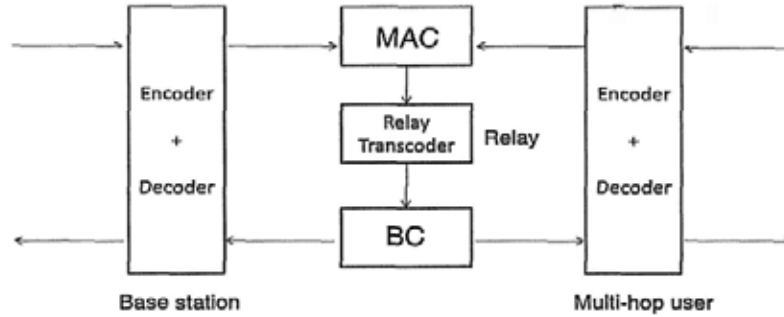 MAC
Encoder
+
Decoder
Relay
Transcoder
Relay
Encoder
+
Decoder
BC
Base station
Multi-hop user